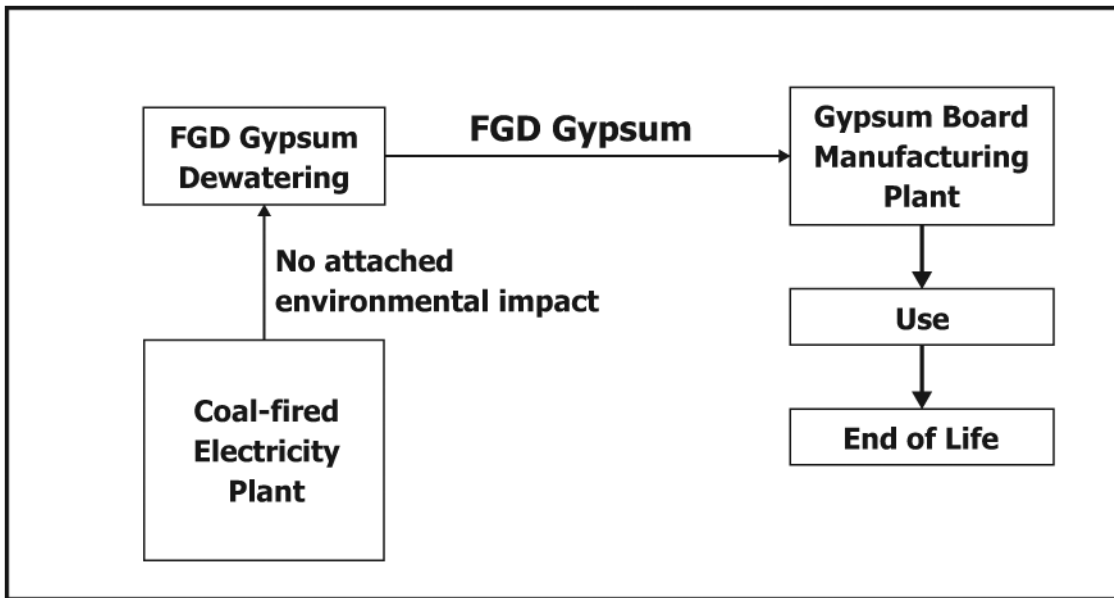 FGD Gypsum
Dewatering
FGD Gypsum
Gypsum Board
Manufacturing
Plant
No attached
environmental impact
Use
Coal-fired
Electricity
Plant
End of Life